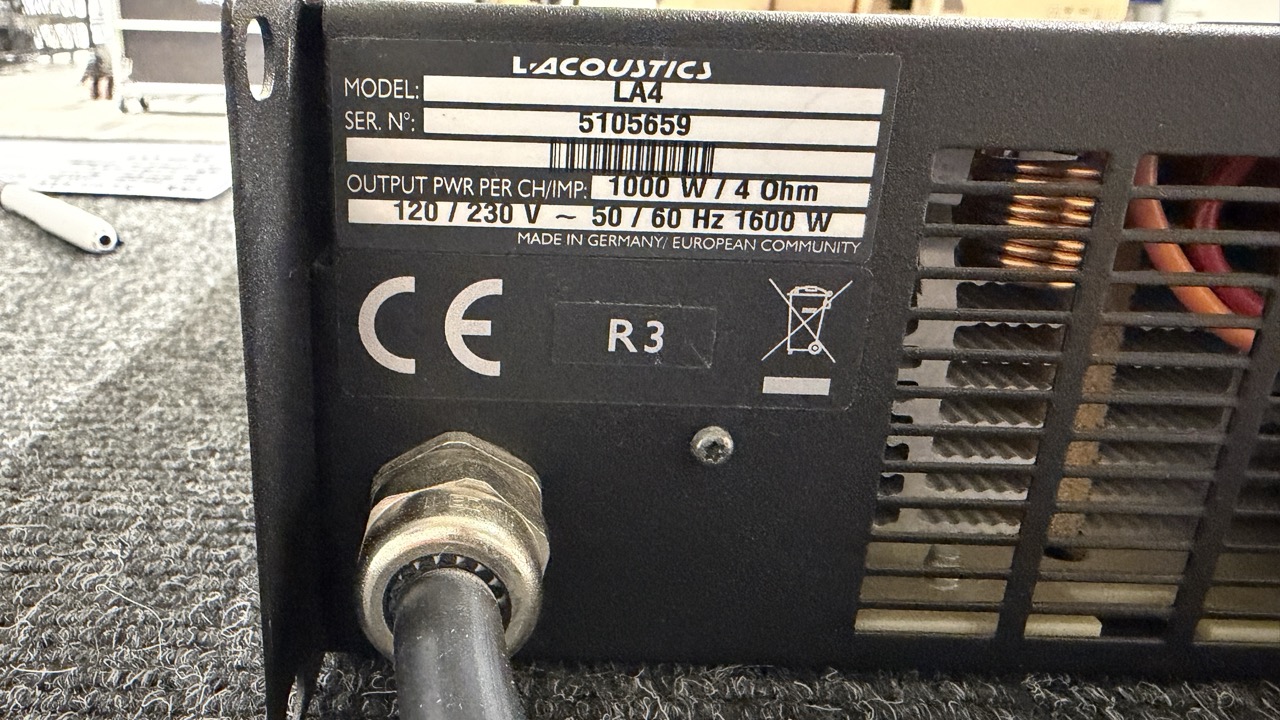 L-ACOUSTICS
MODEL: LA4
SER. N°: 5105659
OUTPUT PWR PER CH/IMP: 1000 W / 4 Ohm
120 / 230 V ~ 50 / 60 Hz 1600 W
MADE IN GERMANY/ EUROPEAN COMMUNITY
CE R3